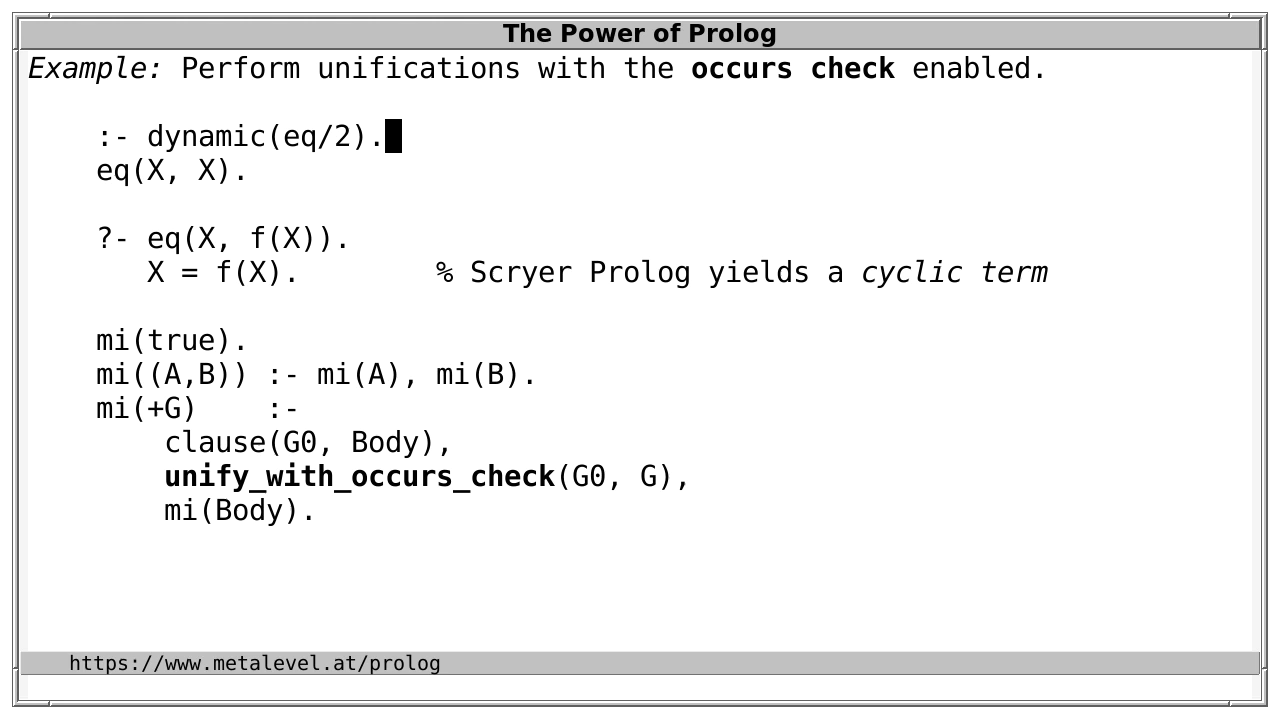 The Power of Prolog
Example: Perform unifications with the occurs check enabled.
:- dynamic(eq/2).
eq(X, X).
?- eq(X, f(X)).
X = f(X).        % Scryer Prolog yields a cyclic term
mi(true).
mi((A,B)) :- mi(A), mi(B).
mi(+G)    :-
clause(G0, Body),
unify_with_occurs_check(G0, G),
mi(Body).
https://www.metalevel.at/prolog